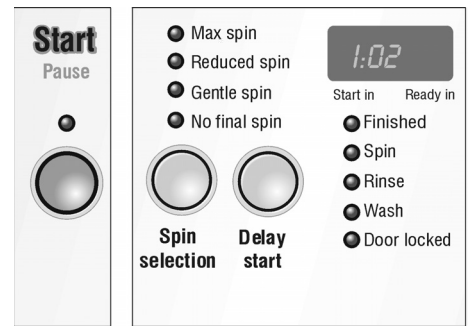 Start
Pause
Max spin
Reduced spin
Gentle spin
No final spin
Spin
selection
Delay
start
1:02
Start in
Ready in
Finished
Spin
Rinse
Wash
Door locked